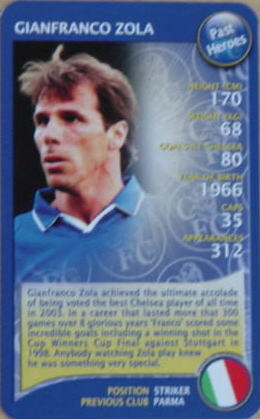 GIANFRANCO ZOLA
Past
Heroes
HEIGHT (CM)
170
WEIGHT (KG)
68
GOALS AT CHELSEA
80
YEAR OF BIRTH
1966
CAPS
35
APPEARANCES
312
Gianfranco Zola achieved the ultimate accolade
of being voted the best Chelsea player of all time
in 2003. In a career that lasted more that 300
games over 8 glorious years 'Franco' scored some
incredible goals including a winning shot in the
Cup Winners Cup Final against Stuttgart in
1998. Anybody watching Zola play knew
he was something very special.
POSITION STRIKER
PREVIOUS CLUB PARMA